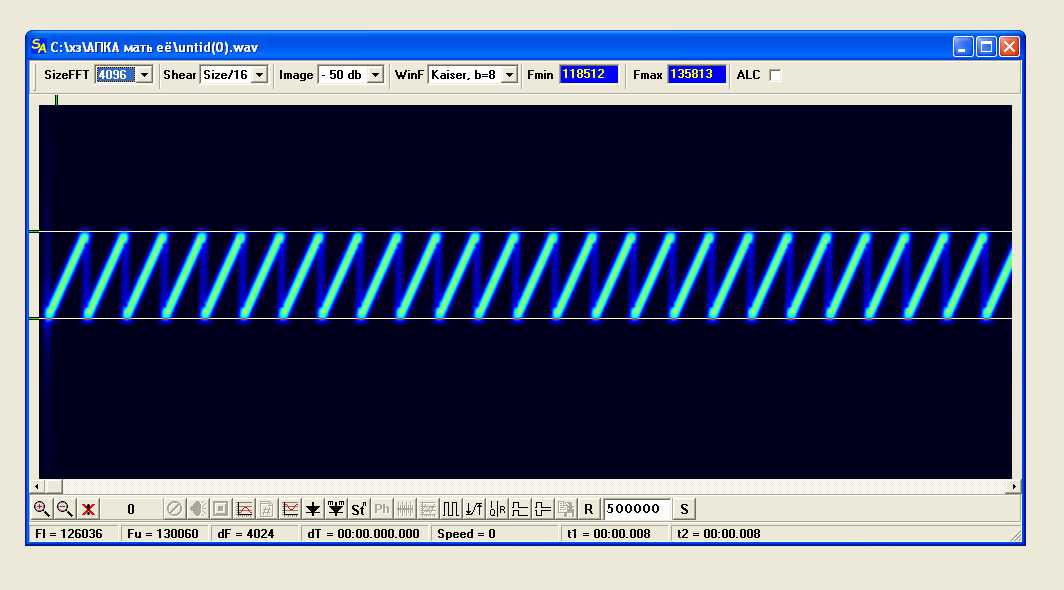 SA C:\хз\АПКА мать её\untid(0).wav
SizeFFT 4096 Shear Size/16 Image - 50 db WinF Kaiser, b=8 Fmin 118512 Fmax 135813 ALC
0 Sf Ph R 500000 S
Fl = 126036 Fu = 130060 dF = 4024 dT = 00:00.000.000 Speed = 0 t1 = 00:00.008 t2 = 00:00.008